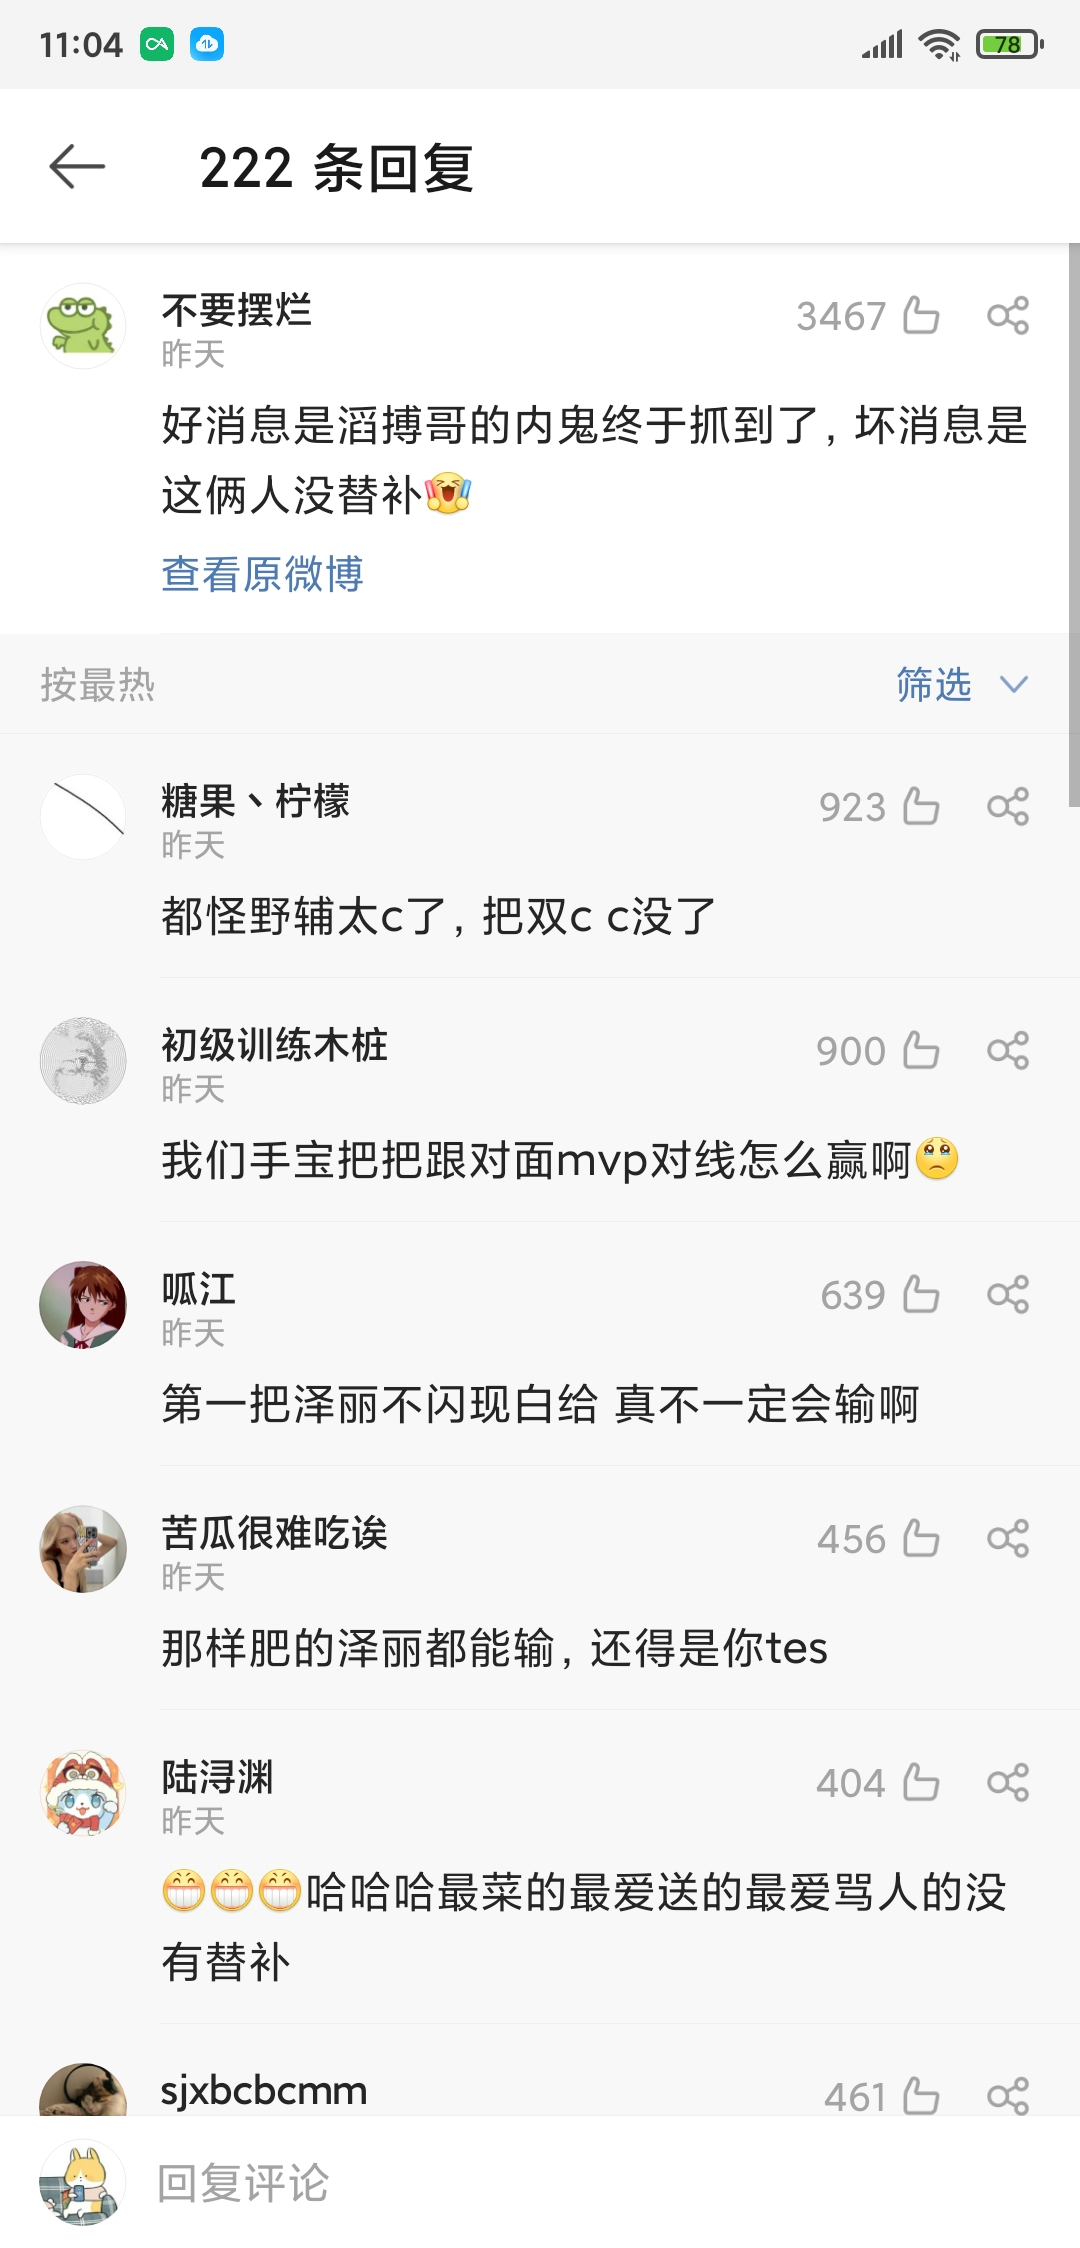 11:04
78
222 条回复
不要摆烂
3467
昨天
好消息是滔搏哥的内鬼终于抓到了, 坏消息是
这俩人没替补
查看原微博
按最热
筛选
糖果丶柠檬
923
昨天
都怪野辅太c了, 把双c c没了
初级训练木桩
900
昨天
我们手宝把把跟对面mvp对线怎么赢啊
呱江
639
昨天
第一把泽丽不闪现白给 真不一定会输啊
苦瓜很难吃诶
456
昨天
那样肥的泽丽都能输, 还得是你tes
陆浔渊
404
昨天
😁😁😁哈哈哈最菜的最爱送的最爱骂人的没
有替补
sjxbcbcmm
461
回复评论